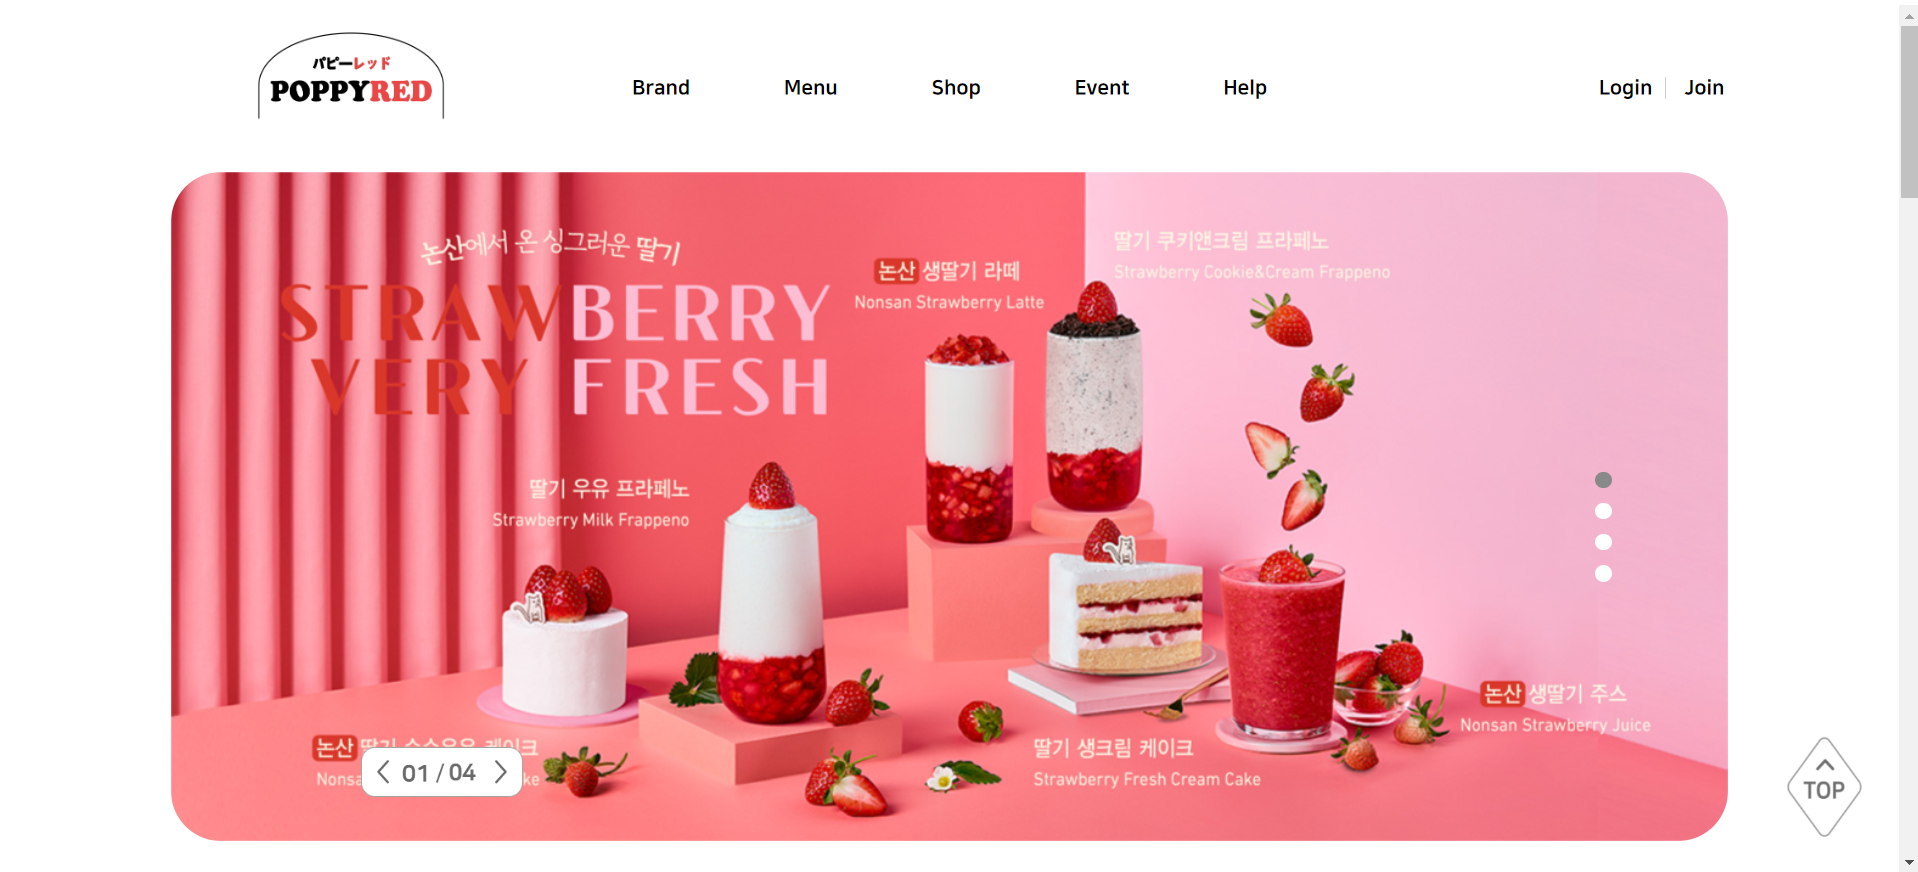 パピーレッド
POPPYRED
Brand
Menu
Shop
Event
Help
Login
Join
논산에서 온 싱그러운 딸기
STRAWBERRY
VERY FRESH
논산 생딸기 라떼
Nonsan Strawberry Latte
딸기 쿠키앤크림 프라페노
Strawberry Cookie&Cream Frappeno
딸기 우유 프라페노
Strawberry Milk Frappeno
논산 생딸기 주스
Nonsan Strawberry Juice
논산 케이크
딸기 생크림 케이크
Strawberry Fresh Cream Cake
01 / 04
TOP